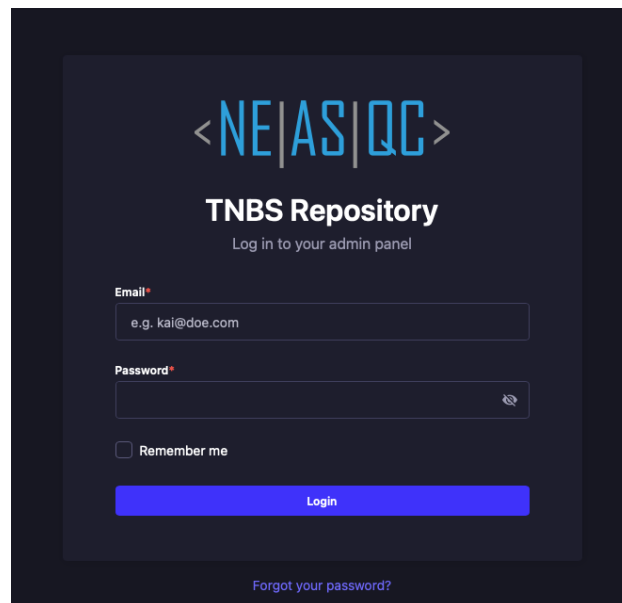 <NE|AS|QC>
TNBS Repository
Log in to your admin panel
Email*
e.g. kai@doe.com
Password*
Remember me
Login
Forgot your password?